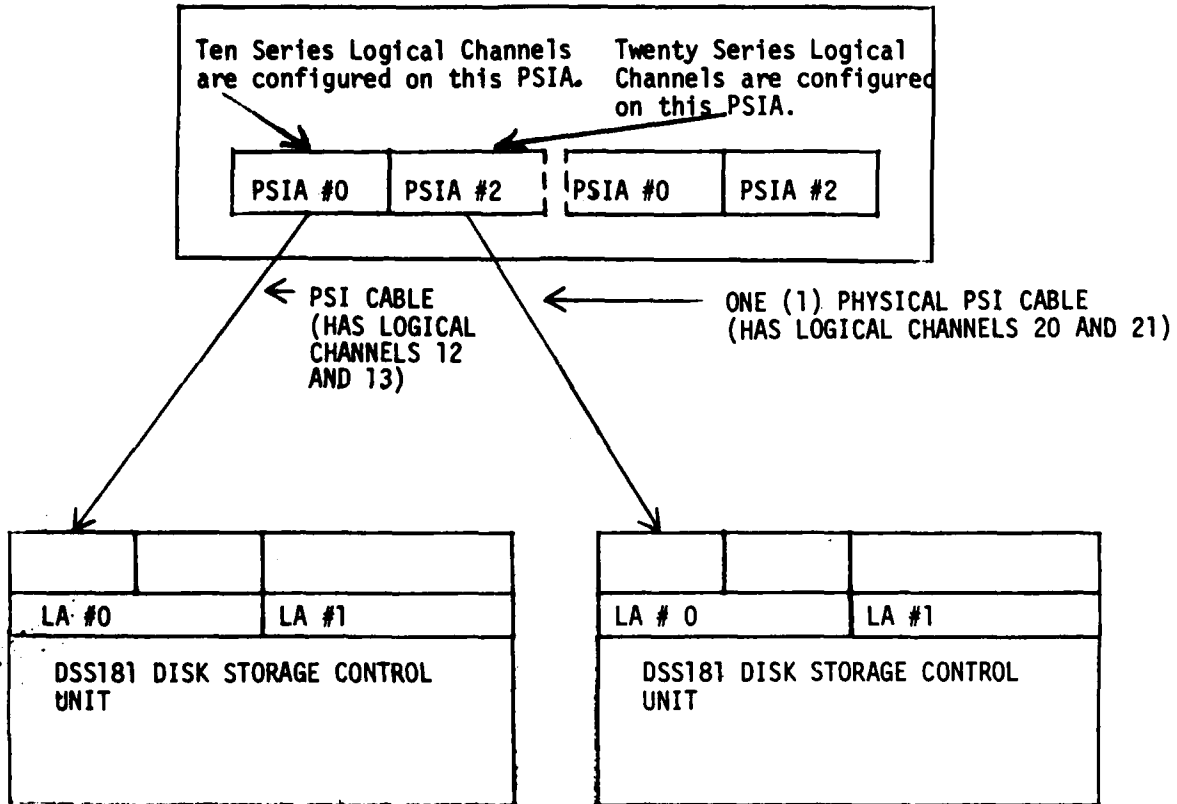 Ten Series Logical Channels
are configured on this PSIA.
Twenty Series Logical
Channels are configured
on this PSIA.
PSIA #0
PSIA #2
PSIA #0
PSIA #2
PSI CABLE
(HAS LOGICAL
CHANNELS 12
AND 13)
ONE (1) PHYSICAL PSI CABLE
(HAS LOGICAL CHANNELS 20 AND 21)
LA #0
LA #1
DSS181 DISK STORAGE CONTROL
UNIT
LA # 0
LA #1
DSS181 DISK STORAGE CONTROL
UNIT